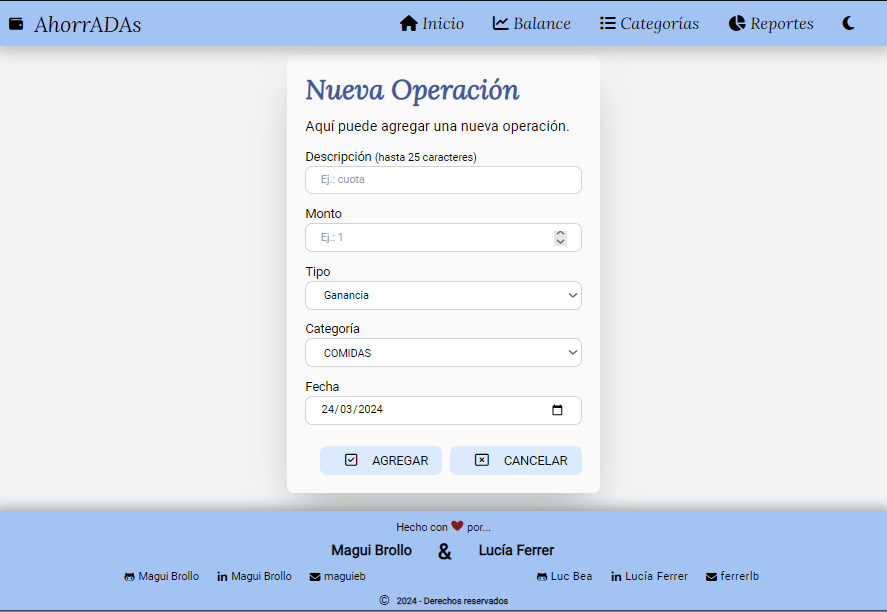 AhorrADAs Inicio Balance Categorías Reportes
Nueva Operación
Aquí puede agregar una nueva operación.
Descripción (hasta 25 caracteres)
Ej.: cuota
Monto
Ej.: 1
Tipo
Ganancia
Categoría
COMIDAS
Fecha
24/03/2024
AGREGAR CANCELAR
Hecho con por...
Magui Brollo & Lucía Ferrer
Magui Brollo in Magui Brollo maguieb Luc Bea in Lucía Ferrer ferrerlb
© 2024 - Derechos reservados